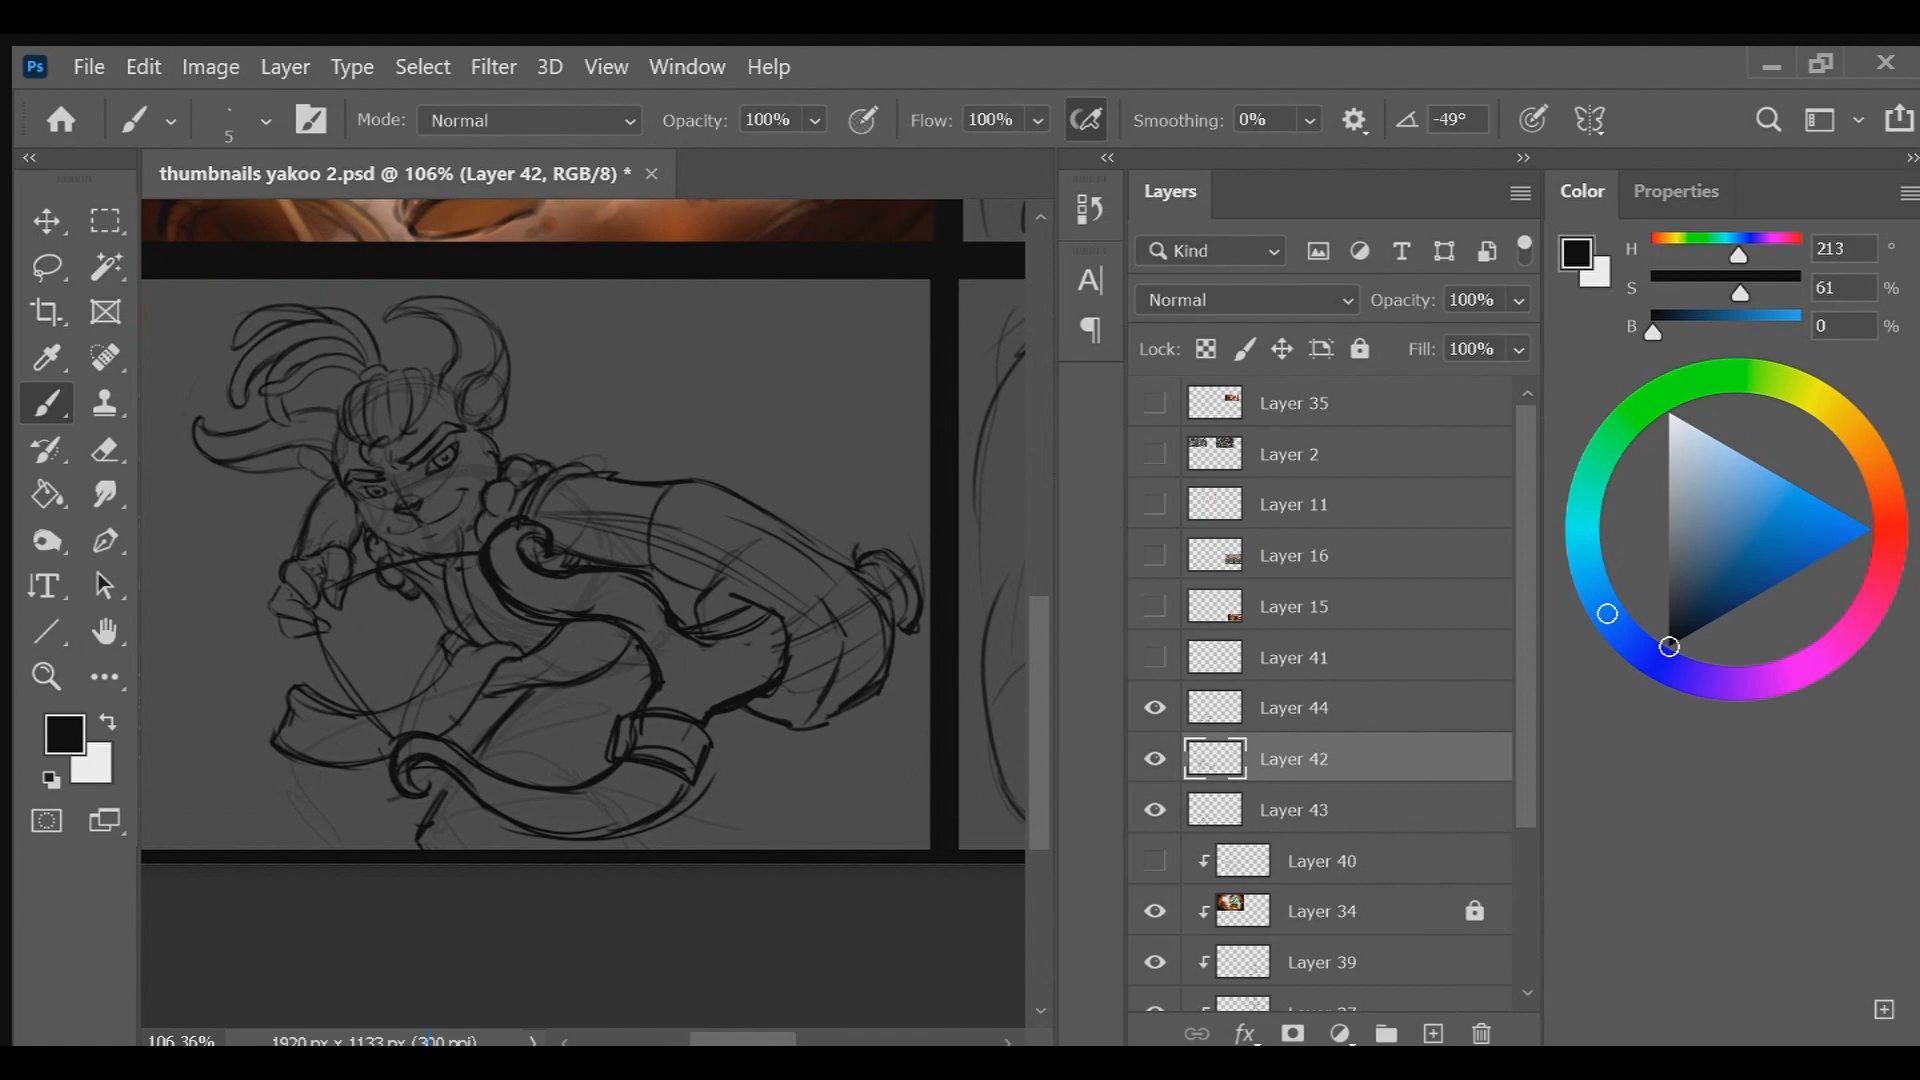 Ps File Edit Image Layer Type Select Filter 3D View Window Help
5 Mode: Normal Opacity: 100% Flow: 100% Smoothing: 0% -49°
thumbnails yakoo 2.psd @ 106% (Layer 42, RGB/8) *
Layers
Color Properties
Kind
H 213 °
S 61 %
B 0 %
Normal Opacity: 100%
Lock: Fill: 100%
Layer 35
Layer 2
Layer 11
Layer 16
Layer 15
Layer 41
Layer 44
Layer 42
Layer 43
Layer 40
Layer 34
Layer 39
106.36% 1920 px x 1133 px (300 ppi)